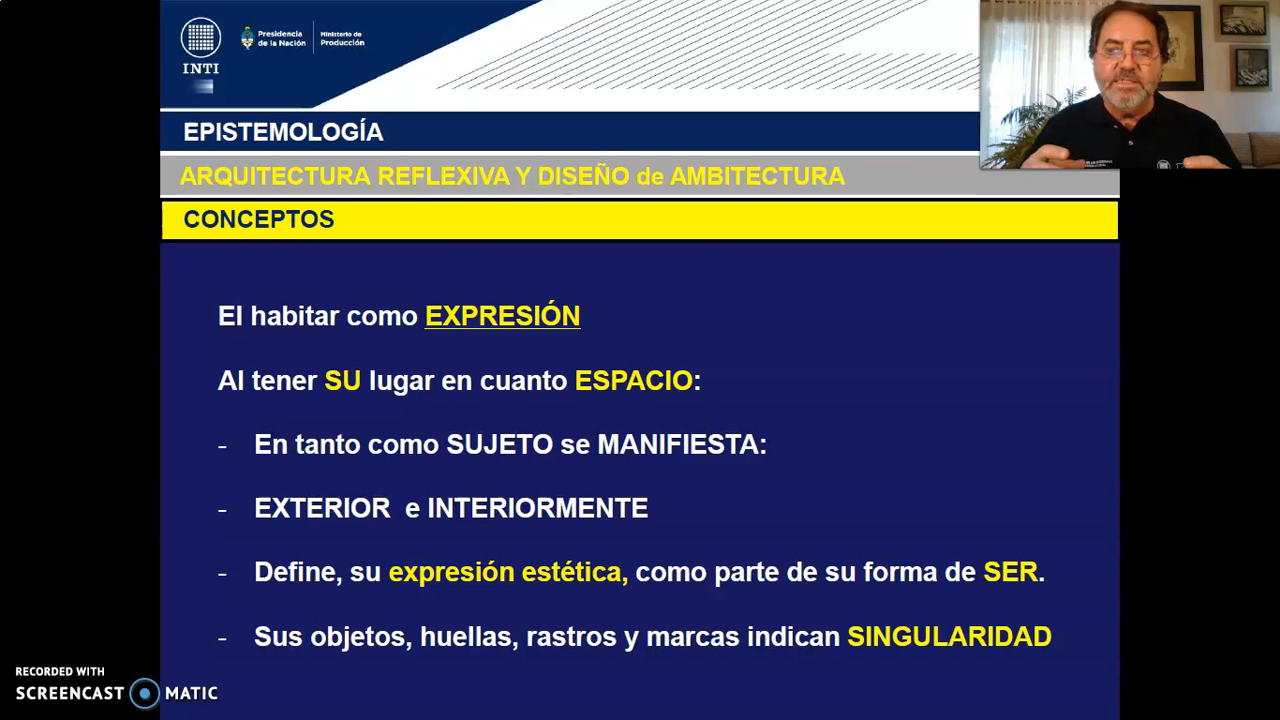 INTI
Presidencia
de la Nación
Ministerio de
Producción
EPISTEMOLOGÍA
ARQUITECTURA REFLEXIVA Y DISEÑO de AMBITECTURA
CONCEPTOS
El habitar como EXPRESIÓN
Al tener SU lugar en cuanto ESPACIO:
- En tanto como SUJETO se MANIFIESTA:
- EXTERIOR e INTERIORMENTE
- Define, su expresión estética, como parte de su forma de SER.
- Sus objetos, huellas, rastros y marcas indican SINGULARIDAD
RECORDED WITH
SCREENCAST MATIC